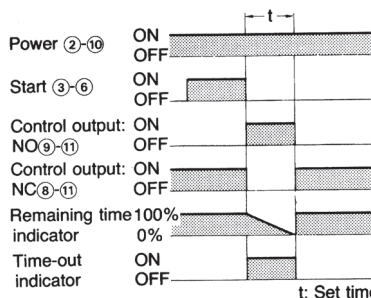 t
Power ②-⑩ ON
OFF
Start ③-⑥ ON
OFF
Control output: ON
NO⑨-⑪ OFF
Control output: ON
NC⑧-⑪ OFF
Remaining time 100%
indicator 0%
Time-out ON
indicator OFF
t: Set time